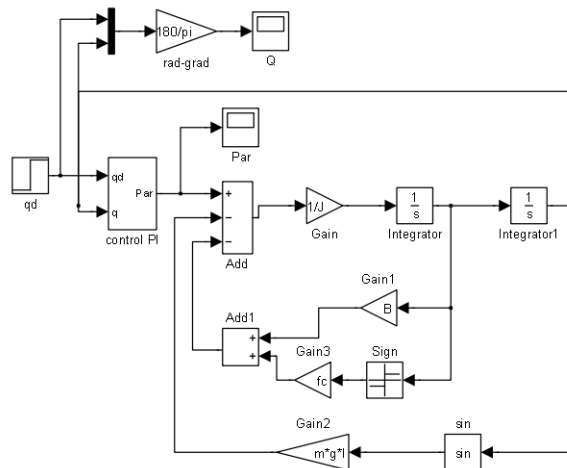 180/pi
rad-grad
Q
Par
qd
qd
q
Par
control PI
+
−
−
Add
1/J
Gain
1
s
Integrator
1
s
Integrator1
Gain1
B
Add1
+
+
Gain3
fc
Sign
Gain2
m*g*l
sin
sin